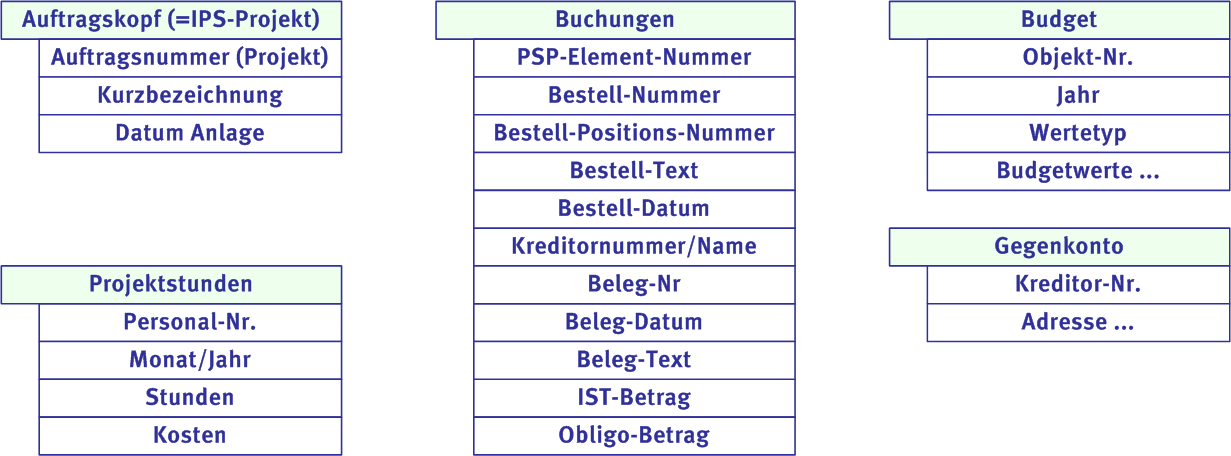 Auftragskopf (=IPS-Projekt)
Auftragsnummer (Projekt)
Kurzbezeichnung
Datum Anlage
Projektstunden
Personal-Nr.
Monat/Jahr
Stunden
Kosten
Buchungen
PSP-Element-Nummer
Bestell-Nummer
Bestell-Positions-Nummer
Bestell-Text
Bestell-Datum
Kreditornummer/Name
Beleg-Nr
Beleg-Datum
Beleg-Text
IST-Betrag
Obligo-Betrag
Budget
Objekt-Nr.
Jahr
Wertetyp
Budgetwerte ...
Gegenkonto
Kreditor-Nr.
Adresse ...